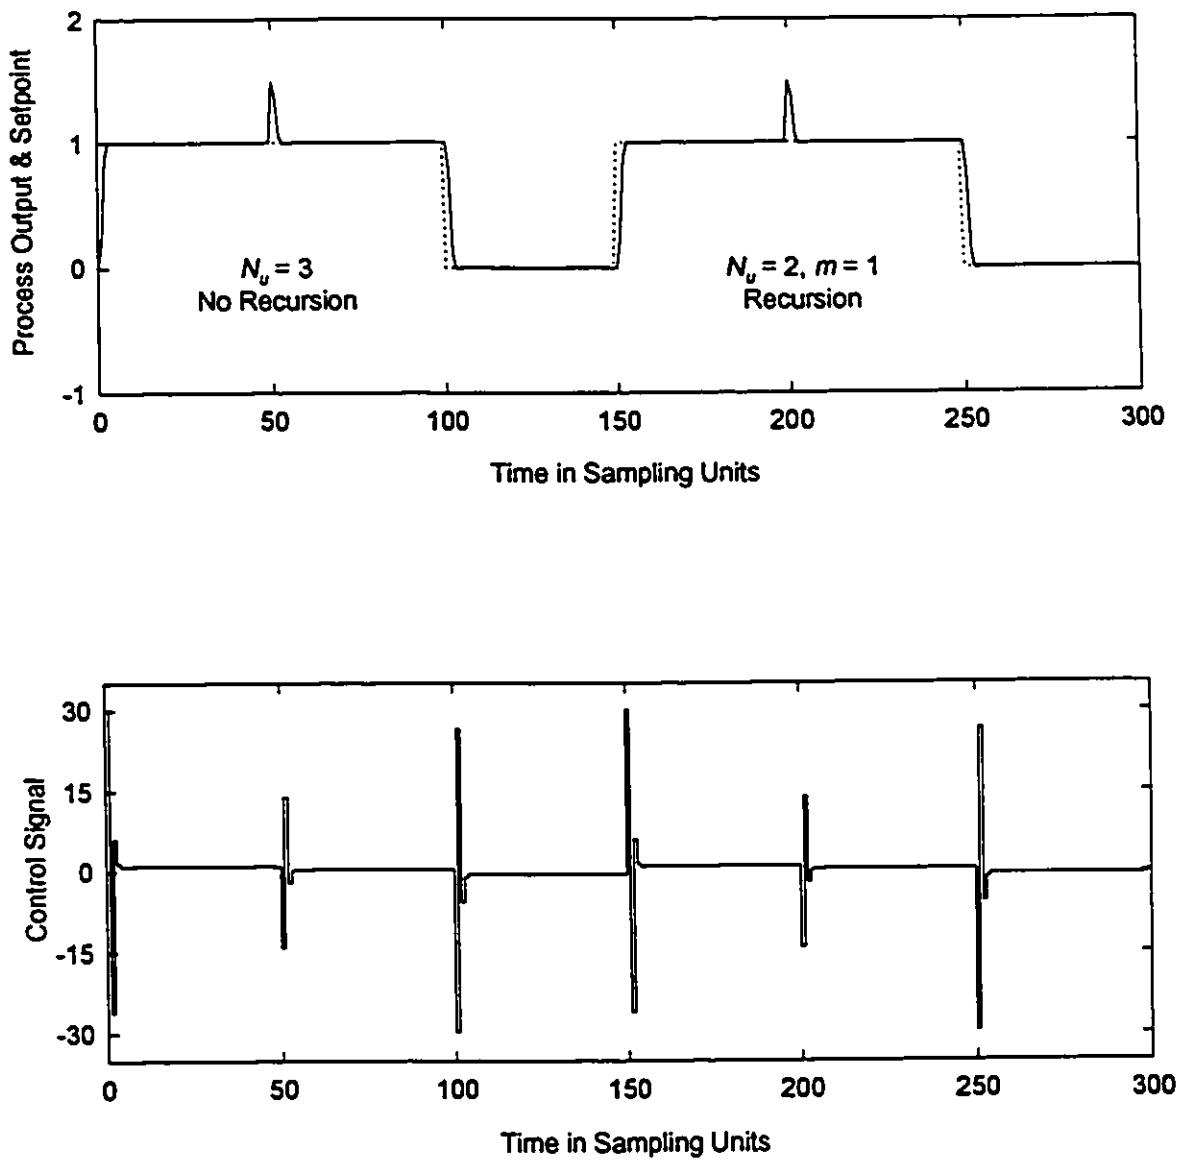 2
1
0
-1
Process Output & Setpoint
N_u = 3
No Recursion
N_u = 2, m = 1
Recursion
0 50 100 150 200 250 300
Time in Sampling Units
30
15
0
-15
-30
Control Signal
0 50 100 150 200 250 300
Time in Sampling Units